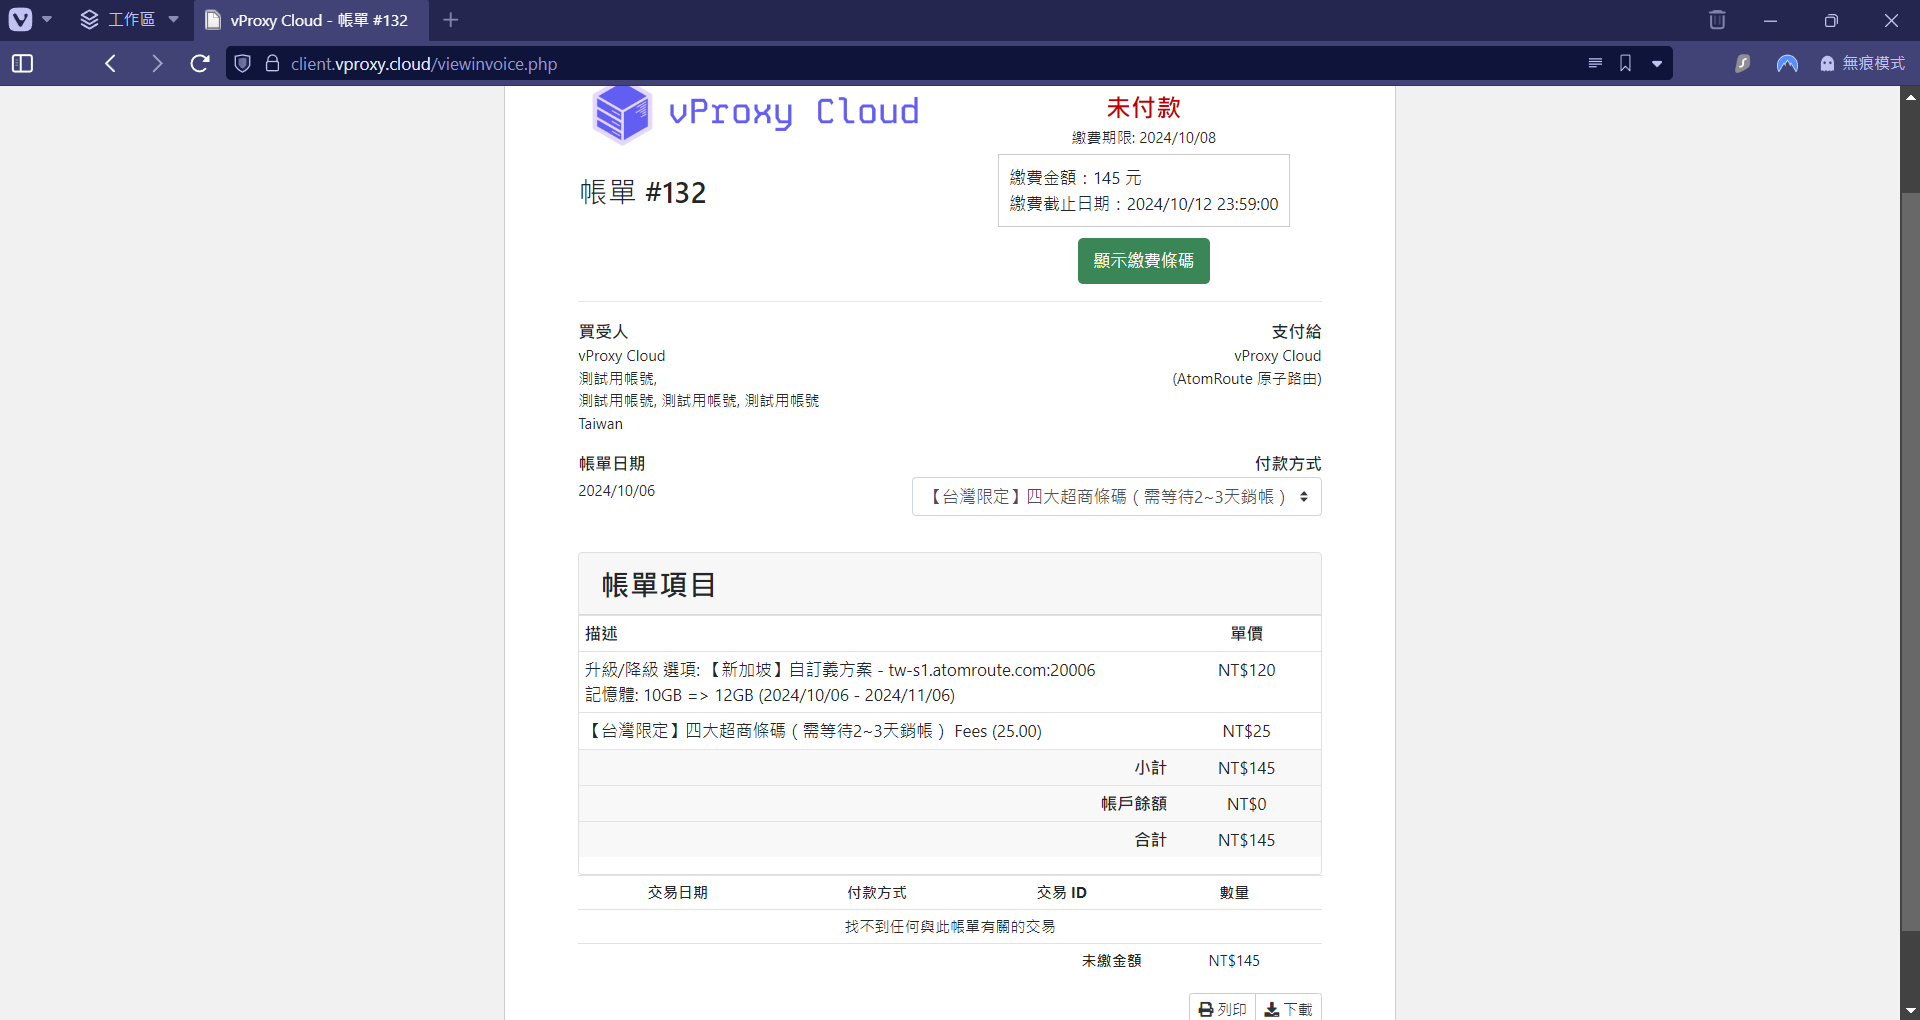 工作區
vProxy Cloud - 帳單 #132
client.vproxy.cloud/viewinvoice.php
無痕模式
vProxy Cloud
未付款
繳費期限: 2024/10/08
繳費金額：145 元
繳費截止日期：2024/10/12 23:59:00
帳單 #132
顯示繳費條碼
買受人
vProxy Cloud
測試用帳號,
測試用帳號, 測試用帳號, 測試用帳號
Taiwan
支付給
vProxy Cloud
(AtomRoute 原子路由)
帳單日期
2024/10/06
付款方式
【台灣限定】四大超商條碼（需等待2~3天銷帳）
帳單項目
描述 單價
升級/降級 選項: 【新加坡】自訂義方案 - tw-s1.atomroute.com:20006 NT$120
記憶體: 10GB => 12GB (2024/10/06 - 2024/11/06)
【台灣限定】四大超商條碼（需等待2~3天銷帳） Fees (25.00) NT$25
小計 NT$145
帳戶餘額 NT$0
合計 NT$145
交易日期 付款方式 交易 ID 數量
找不到任何與此帳單有關的交易
未繳金額 NT$145
列印 下載